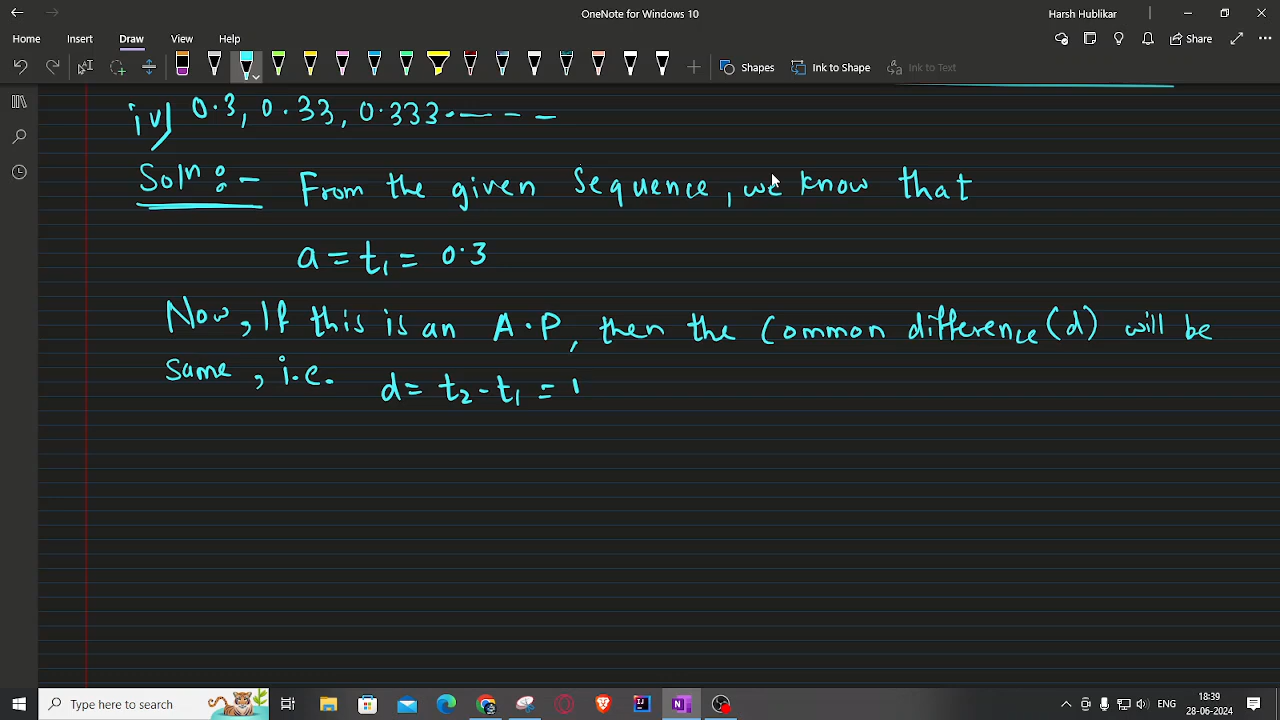 OneNote for Windows 10
Harsh Hublikar
Home Insert Draw View Help
Share
Shapes Ink to Shape Ink to Text
iv) 0.3, 0.33, 0.333.---
Soln:- From the given Sequence, we know that
a = t1 = 0.3
Now, If this is an A.P, then the Common difference (d) will be
same, i.e. d = t2 - t1 =
Type here to search
ENG
18:39
28-06-2024